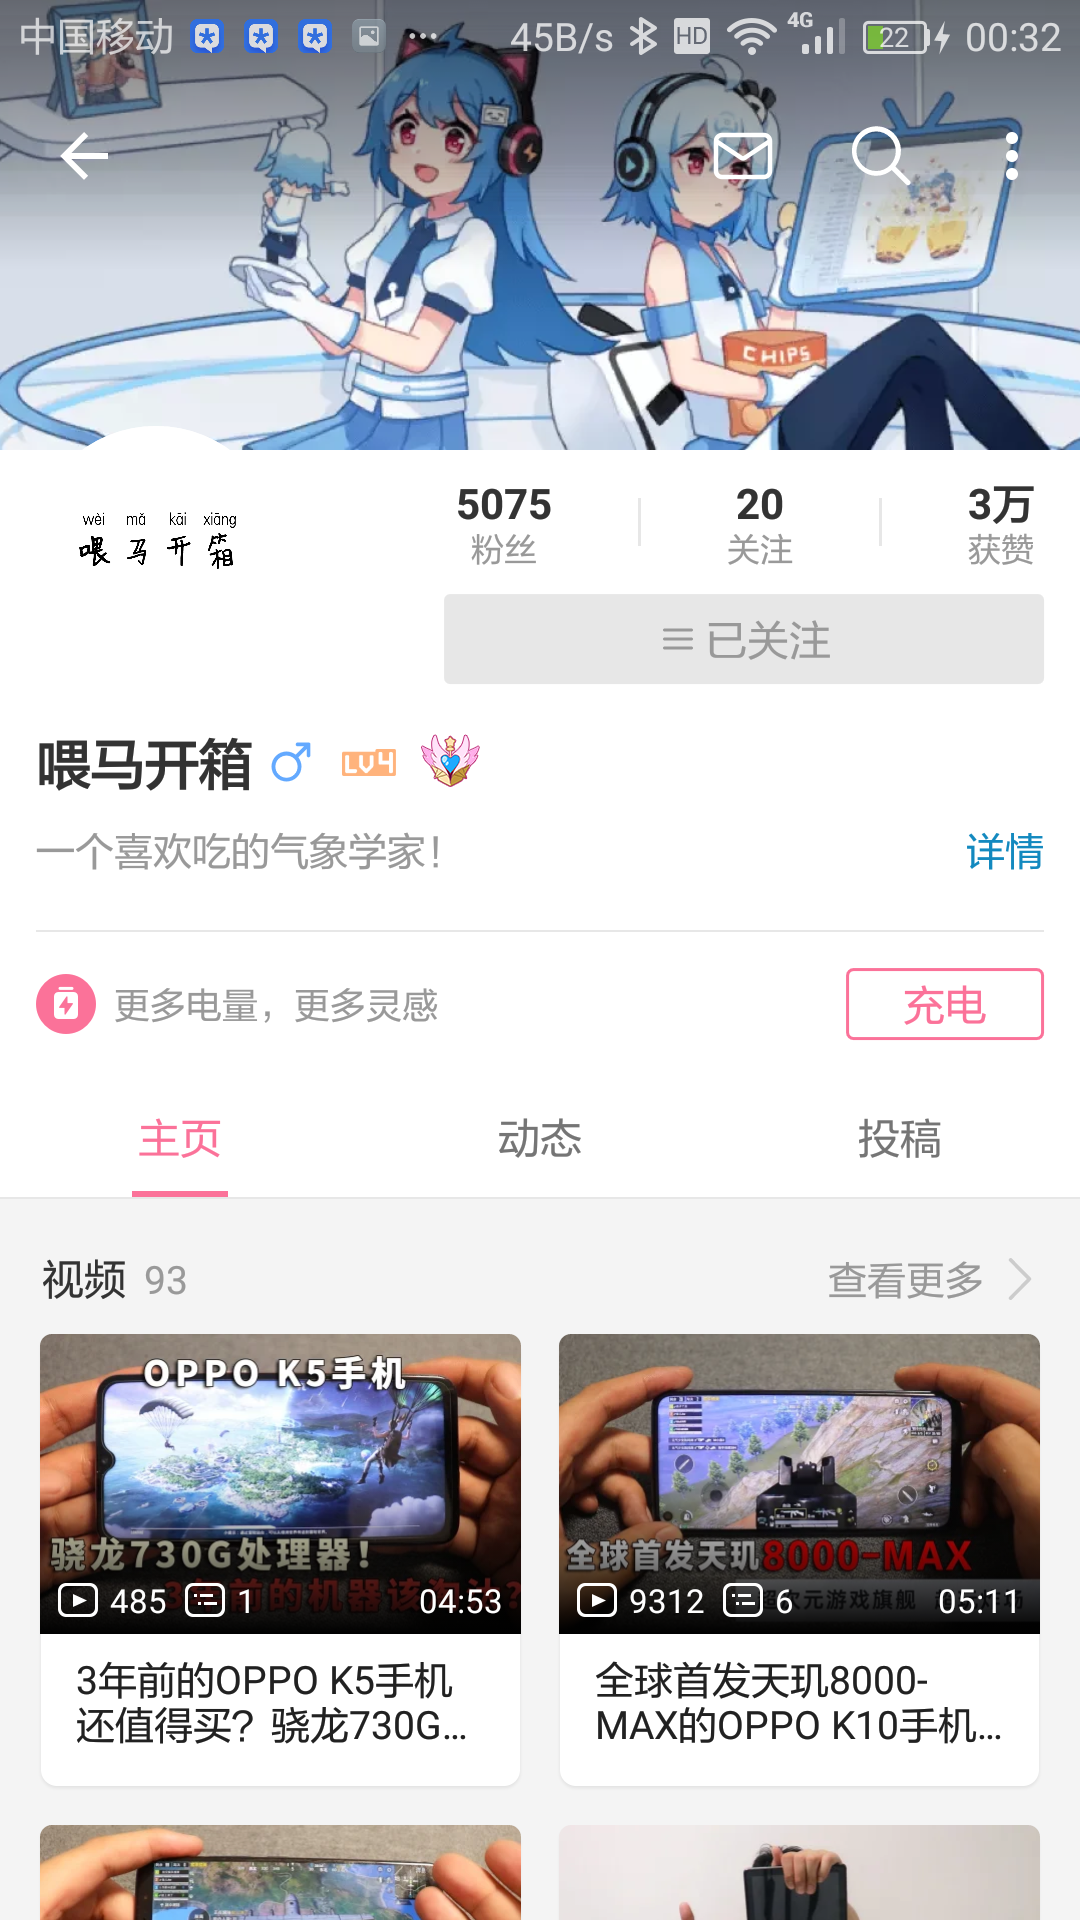 中国移动 45B/s HD 4G 22 00:32
CHIPS
wèi mǎ kāi xiāng
喂马开箱
5075 20 3万
粉丝 关注 获赞
已关注
喂马开箱 LV4
一个喜欢吃的气象学家! 详情
更多电量，更多灵感 充电
主页 动态 投稿
视频 93 查看更多
OPPO K5手机
骁龙730G处理器!
3年前的机器该淘汰?
485 1 04:53
全球首发天玑8000-MAX
次元游戏旗舰
9312 6 05:11
3年前的OPPO K5手机
还值得买？骁龙730G...
全球首发天玑8000-
MAX的OPPO K10手机...